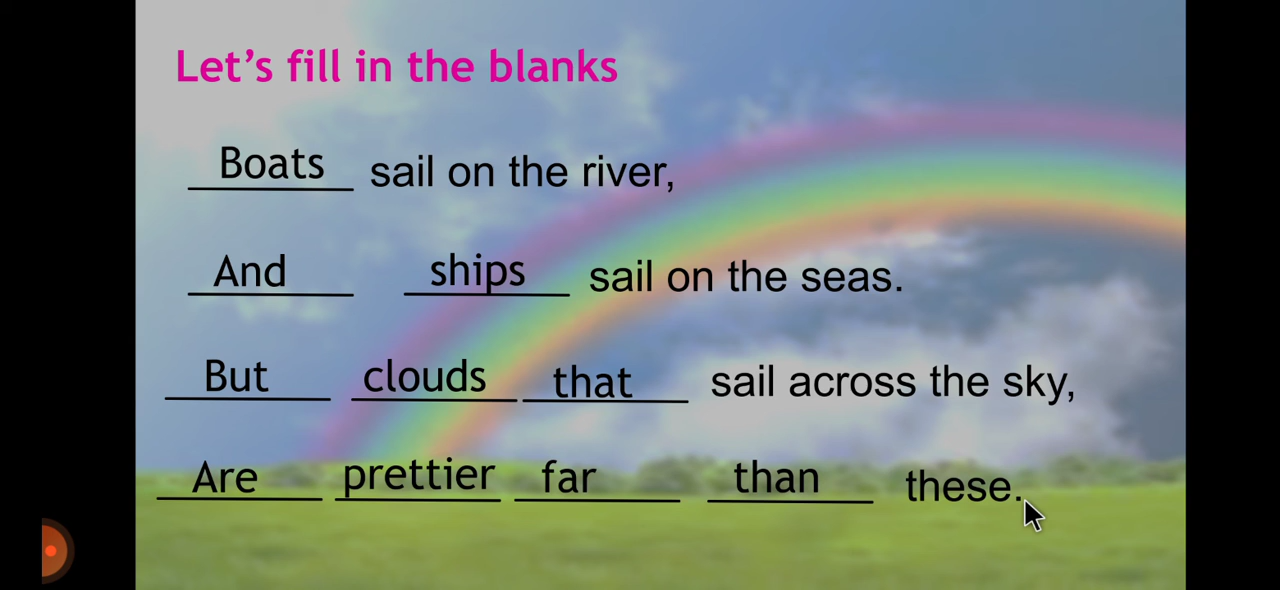 Let's fill in the blanks
Boats sail on the river,
And ships sail on the seas.
But clouds that sail across the sky,
Are prettier far than these.